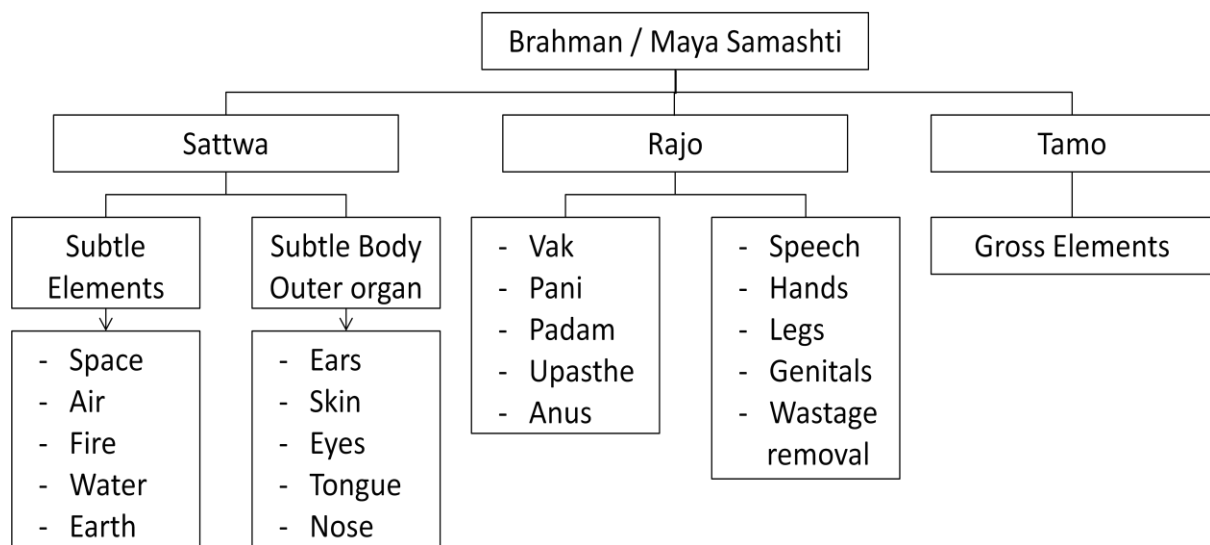 Brahman / Maya Samashti
Sattwa
Rajo
Tamo
Subtle
Elements
Subtle Body
Outer organ
- Vak
- Pani
- Padam
- Upasthe
- Anus
- Speech
- Hands
- Legs
- Genitals
- Wastage
removal
Gross Elements
- Space
- Air
- Fire
- Water
- Earth
- Ears
- Skin
- Eyes
- Tongue
- Nose